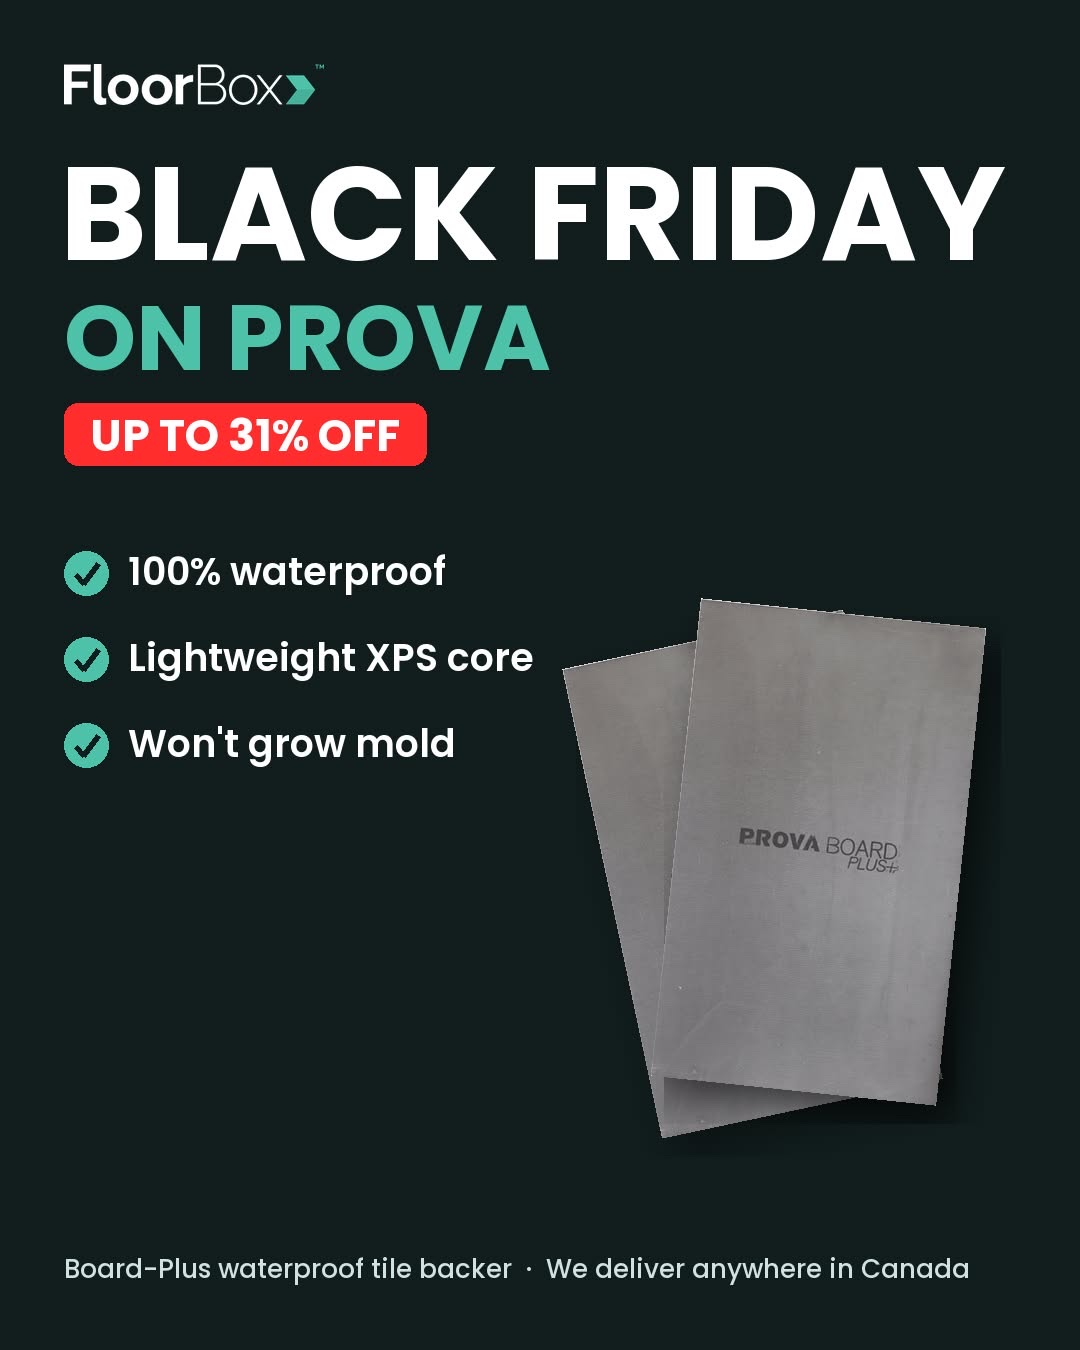 FloorBox™
BLACK FRIDAY
ON PROVA
UP TO 31% OFF
100% waterproof
Lightweight XPS core
Won't grow mold
PROVA BOARD
PLUS+
Board-Plus waterproof tile backer · We deliver anywhere in Canada